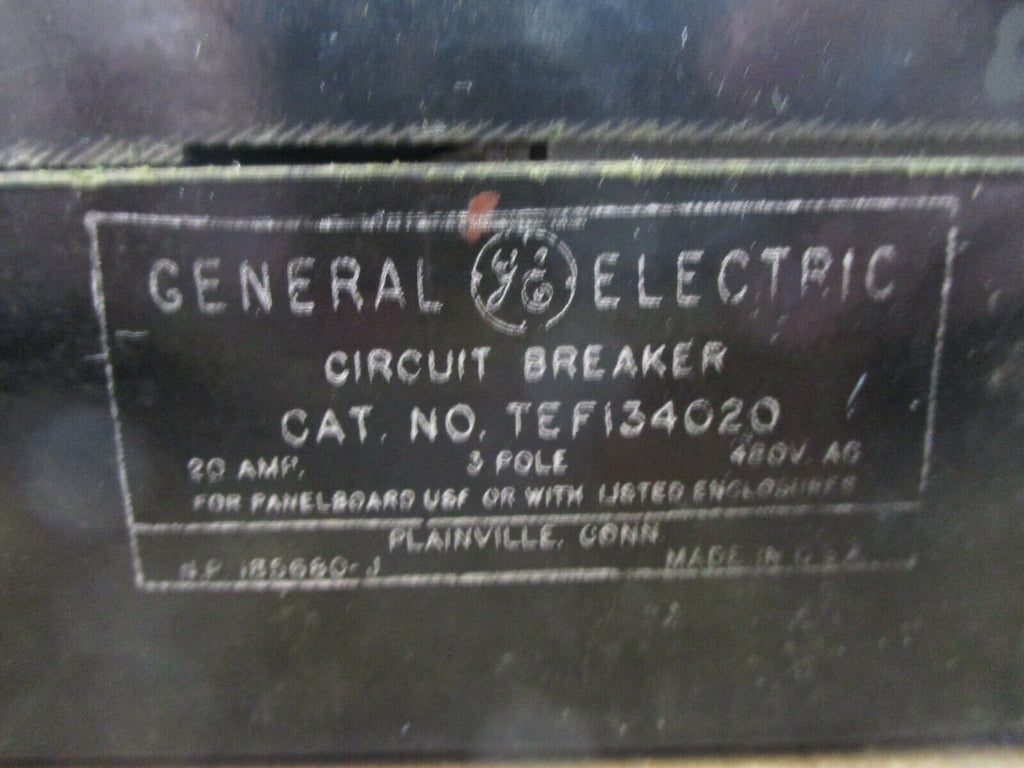 GENERAL GE ELECTRIC
CIRCUIT BREAKER
CAT. NO. TEF134020
20 AMP. 3 POLE 480V. AC
FOR PANELBOARD USE OR WITH LISTED ENCLOSURES
PLAINVILLE, CONN.
MADE IN U.S.A.